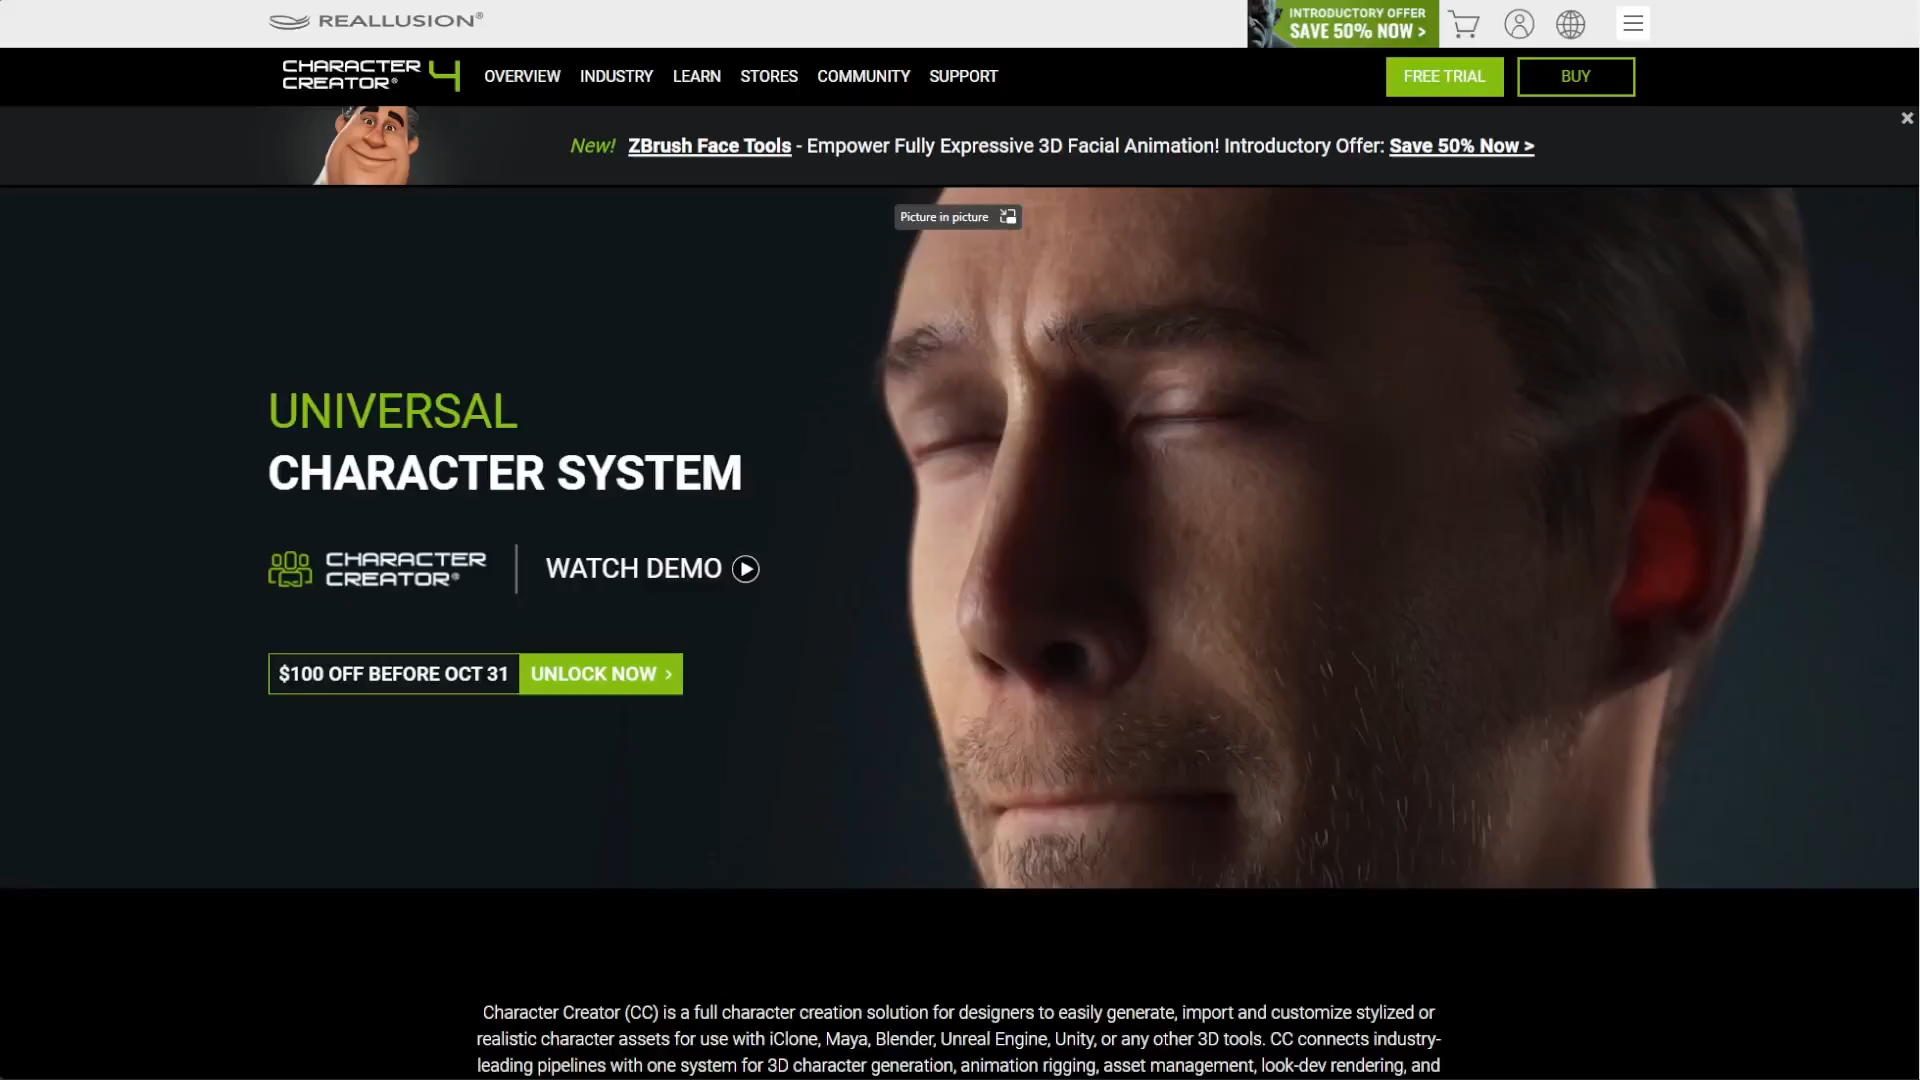 REALLUSION®
INTRODUCTORY OFFER
SAVE 50% NOW >
CHARACTER
CREATOR® 4
OVERVIEW INDUSTRY LEARN STORES COMMUNITY SUPPORT
FREE TRIAL
BUY
New! ZBrush Face Tools - Empower Fully Expressive 3D Facial Animation! Introductory Offer: Save 50% Now >
Picture in picture
UNIVERSAL
CHARACTER SYSTEM
CHARACTER
CREATOR®
WATCH DEMO
$100 OFF BEFORE OCT 31 UNLOCK NOW >
Character Creator (CC) is a full character creation solution for designers to easily generate, import and customize stylized or
realistic character assets for use with iClone, Maya, Blender, Unreal Engine, Unity, or any other 3D tools. CC connects industry-
leading pipelines with one system for 3D character generation, animation rigging, asset management, look-dev rendering, and